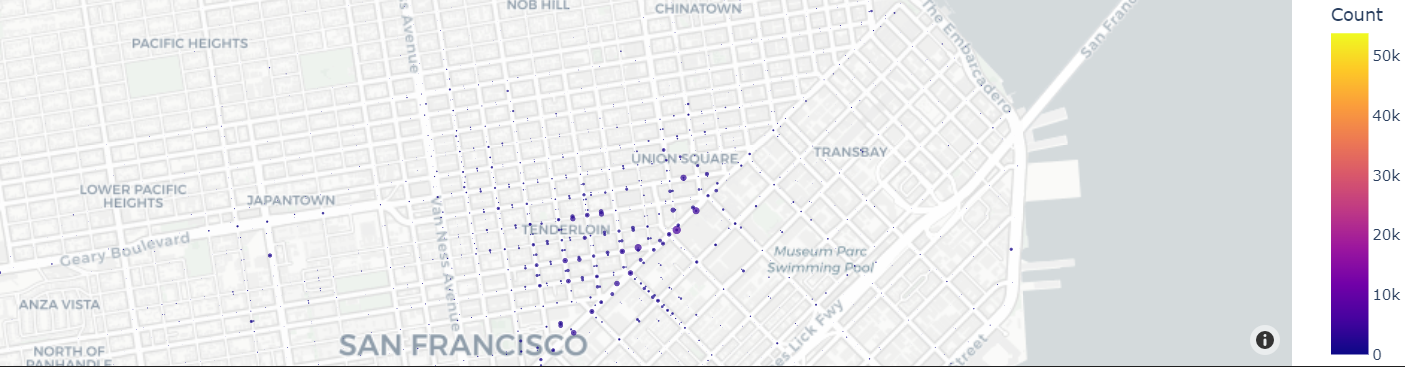 NOB HILL
CHINATOWN
PACIFIC HEIGHTS
s Avenue
The Embarcadero
San Franc
UNION SQUARE
TRANSBAY
LOWER PACIFIC
HEIGHTS
JAPANTOWN
TENDERLOIN
Van Ness Avenue
Geary Boulevard
Museum Parc
Swimming Pool
ANZA VISTA
SAN FRANCISCO
NORTH OF
PANHANDLE
es Lick Fwy
Street
Count
50k
40k
30k
20k
10k
0